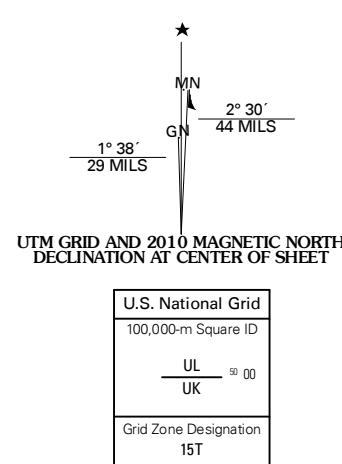 ★
MN
2° 30´
44 MILS
GN
1° 38´
29 MILS
UTM GRID AND 2010 MAGNETIC NORTH
DECLINATION AT CENTER OF SHEET
U.S. National Grid
100,000-m Square ID
UL
50 00
UK
Grid Zone Designation
15T